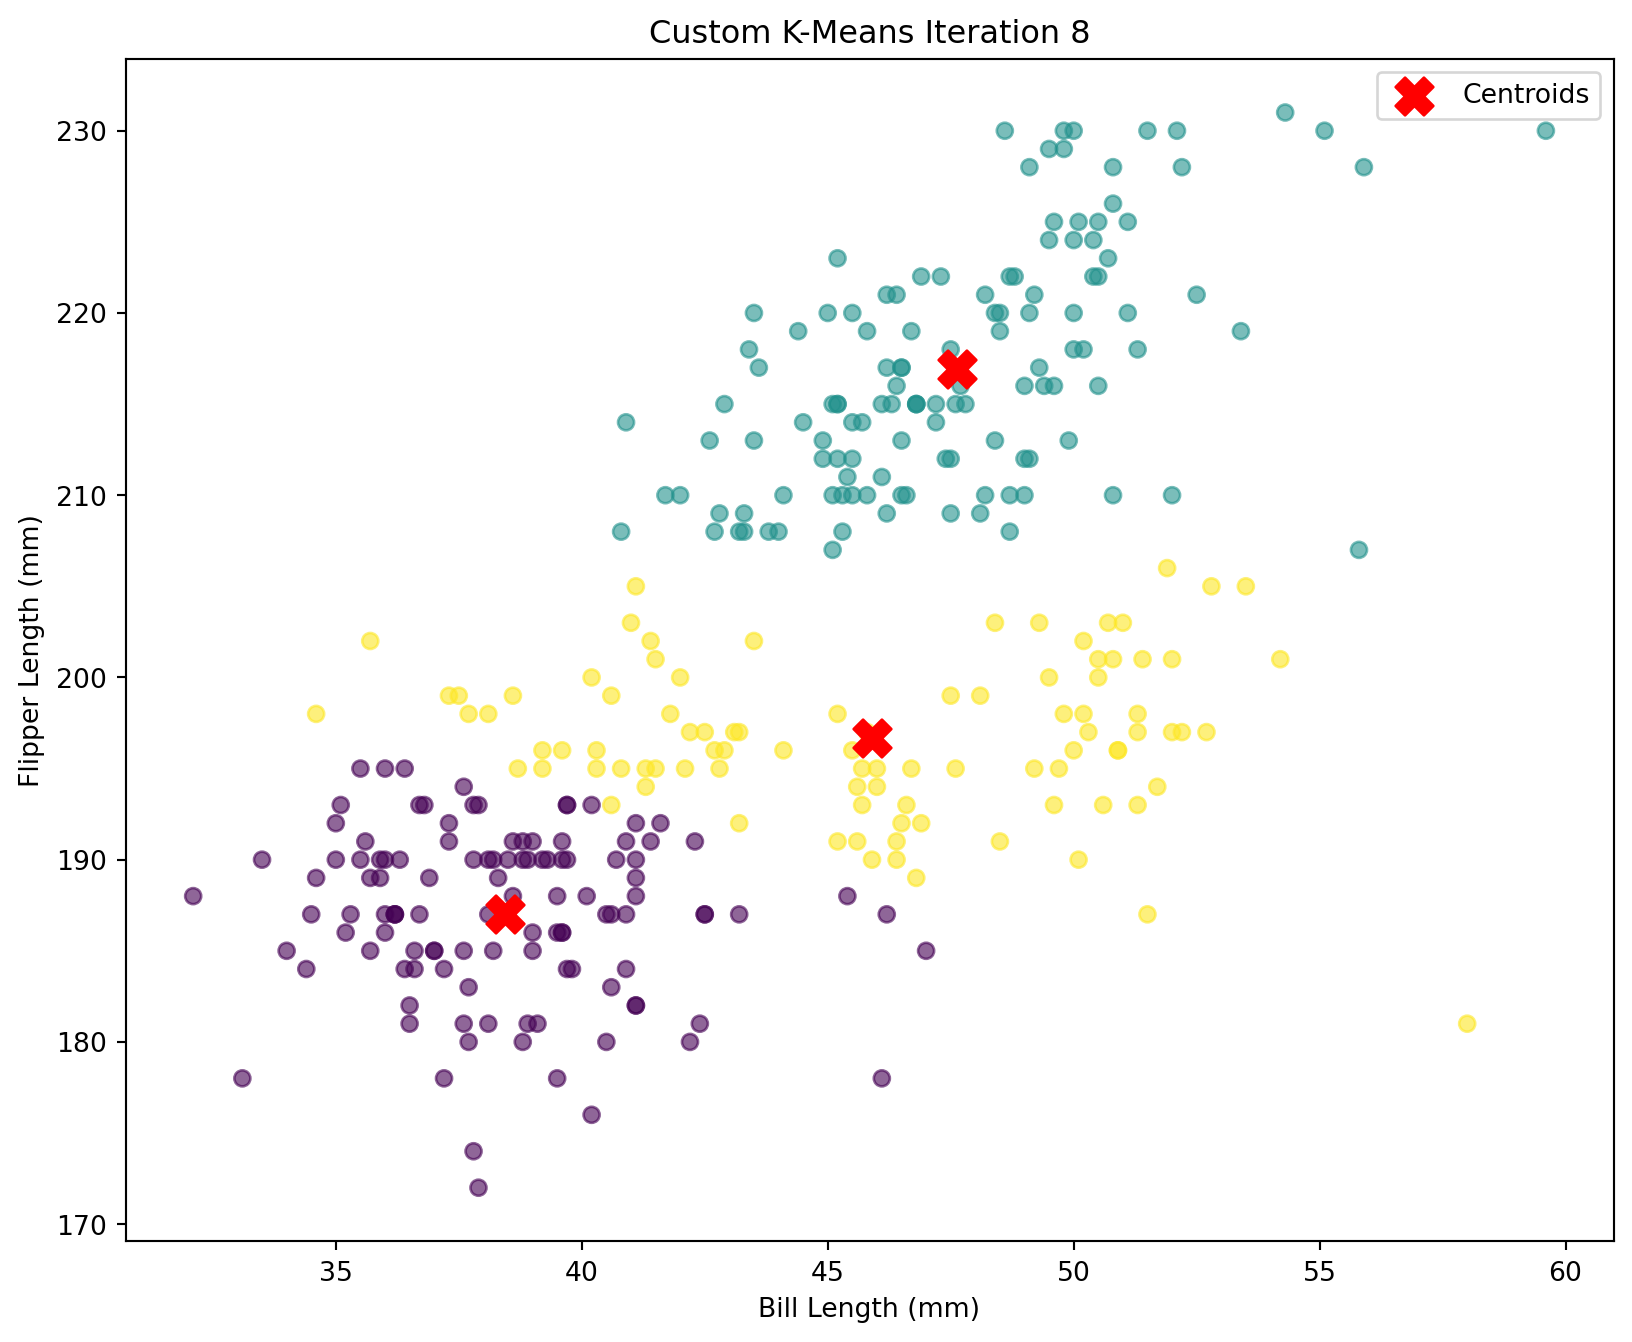 Custom K-Means Iteration 8
Centroids
230
220
210
200
190
180
170
Flipper Length (mm)
35 40 45 50 55 60
Bill Length (mm)